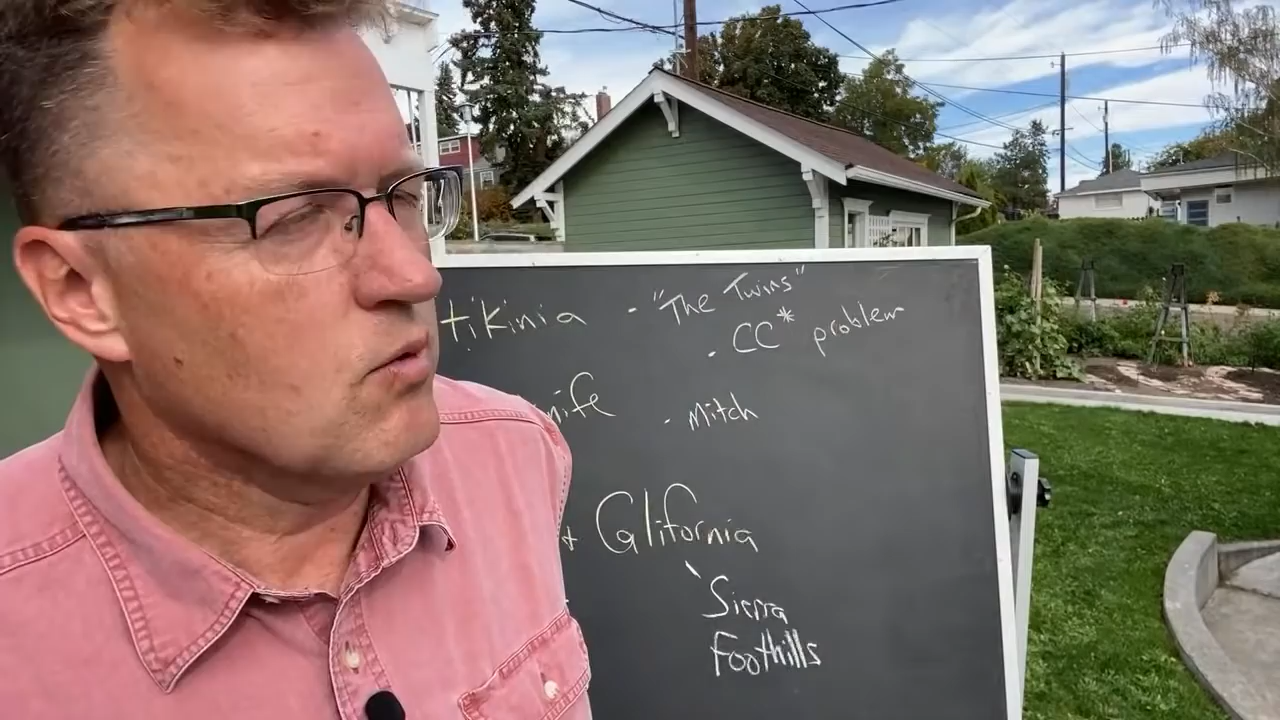 tikinia - "The Twins"
· CC* problem
nife - Mitch
+ California
\ Sierra
Foothills